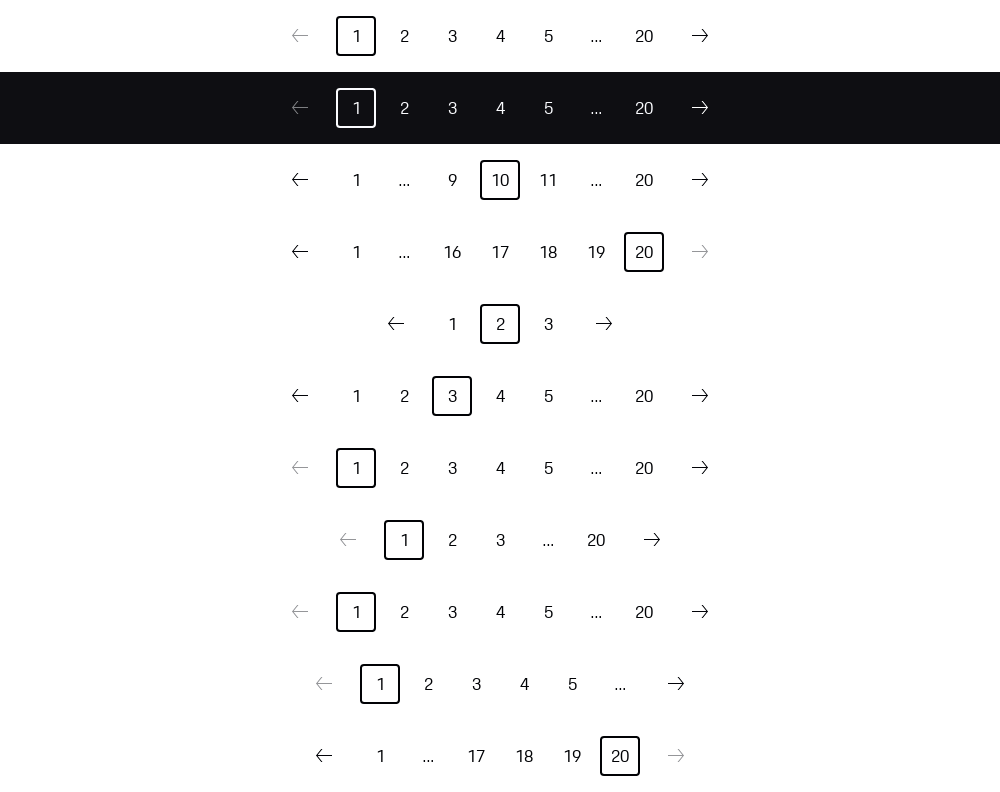 ← 1 2 3 4 5 ... 20 →
← 1 2 3 4 5 ... 20 →
← 1 ... 9 10 11 ... 20 →
← 1 ... 16 17 18 19 20 →
← 1 2 3 →
← 1 2 3 4 5 ... 20 →
← 1 2 3 4 5 ... 20 →
← 1 2 3 ... 20 →
← 1 2 3 4 5 ... 20 →
← 1 2 3 4 5 ... →
← 1 ... 17 18 19 20 →